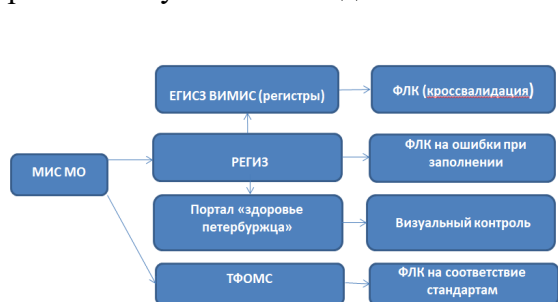 ЕГИСЗ ВИМИС (регистры)
ФЛК (кроссвалидация)
МИС МО
РЕГИЗ
ФЛК на ошибки при
заполнении
Портал «здоровье
петербуржца»
Визуальный контроль
ТФОМС
ФЛК на соответствие
стандартам